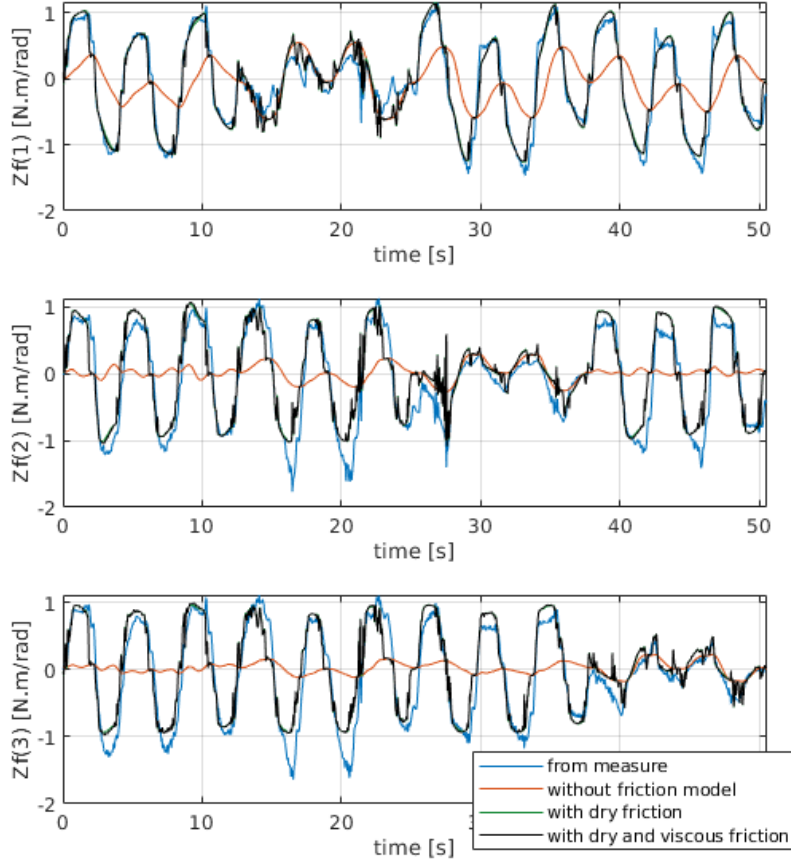 1
0
-1
-2
Zf(1) [N.m/rad]
0 10 20 30 40 50
time [s]
1
0
-1
-2
Zf(2) [N.m/rad]
0 10 20 30 40 50
time [s]
1
0
-1
-2
Zf(3) [N.m/rad]
0 10 20 3
time [s]
from measure
without friction model
with dry friction
with dry and viscous friction